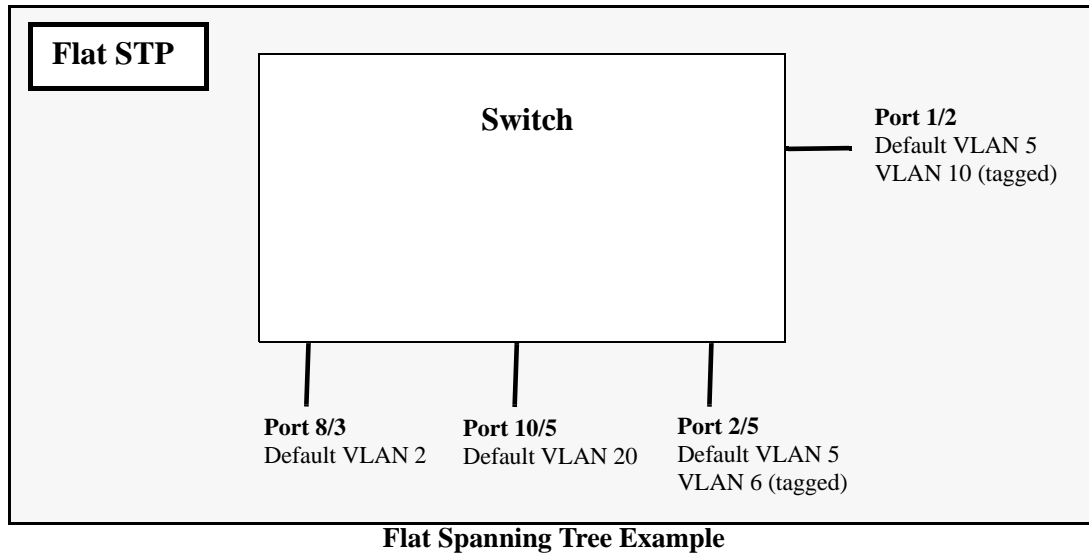 Flat STP
Switch
Port 1/2
Default VLAN 5
VLAN 10 (tagged)
Port 8/3
Default VLAN 2
Port 10/5
Default VLAN 20
Port 2/5
Default VLAN 5
VLAN 6 (tagged)
Flat Spanning Tree Example